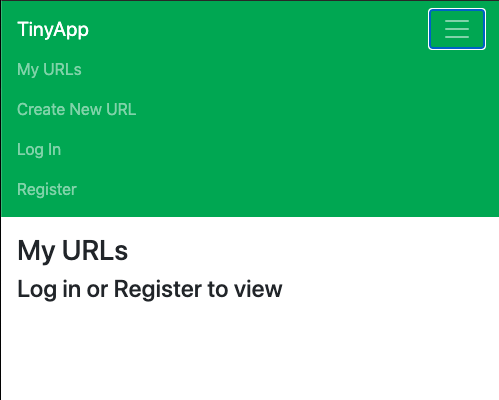 TinyApp
My URLs
Create New URL
Log In
Register
My URLs
Log in or Register to view